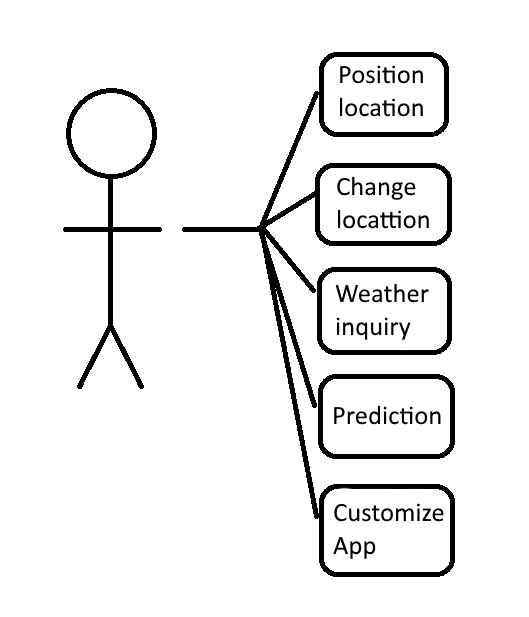 Position
location
Change
locattion
Weather
inquiry
Prediction
Customize
App